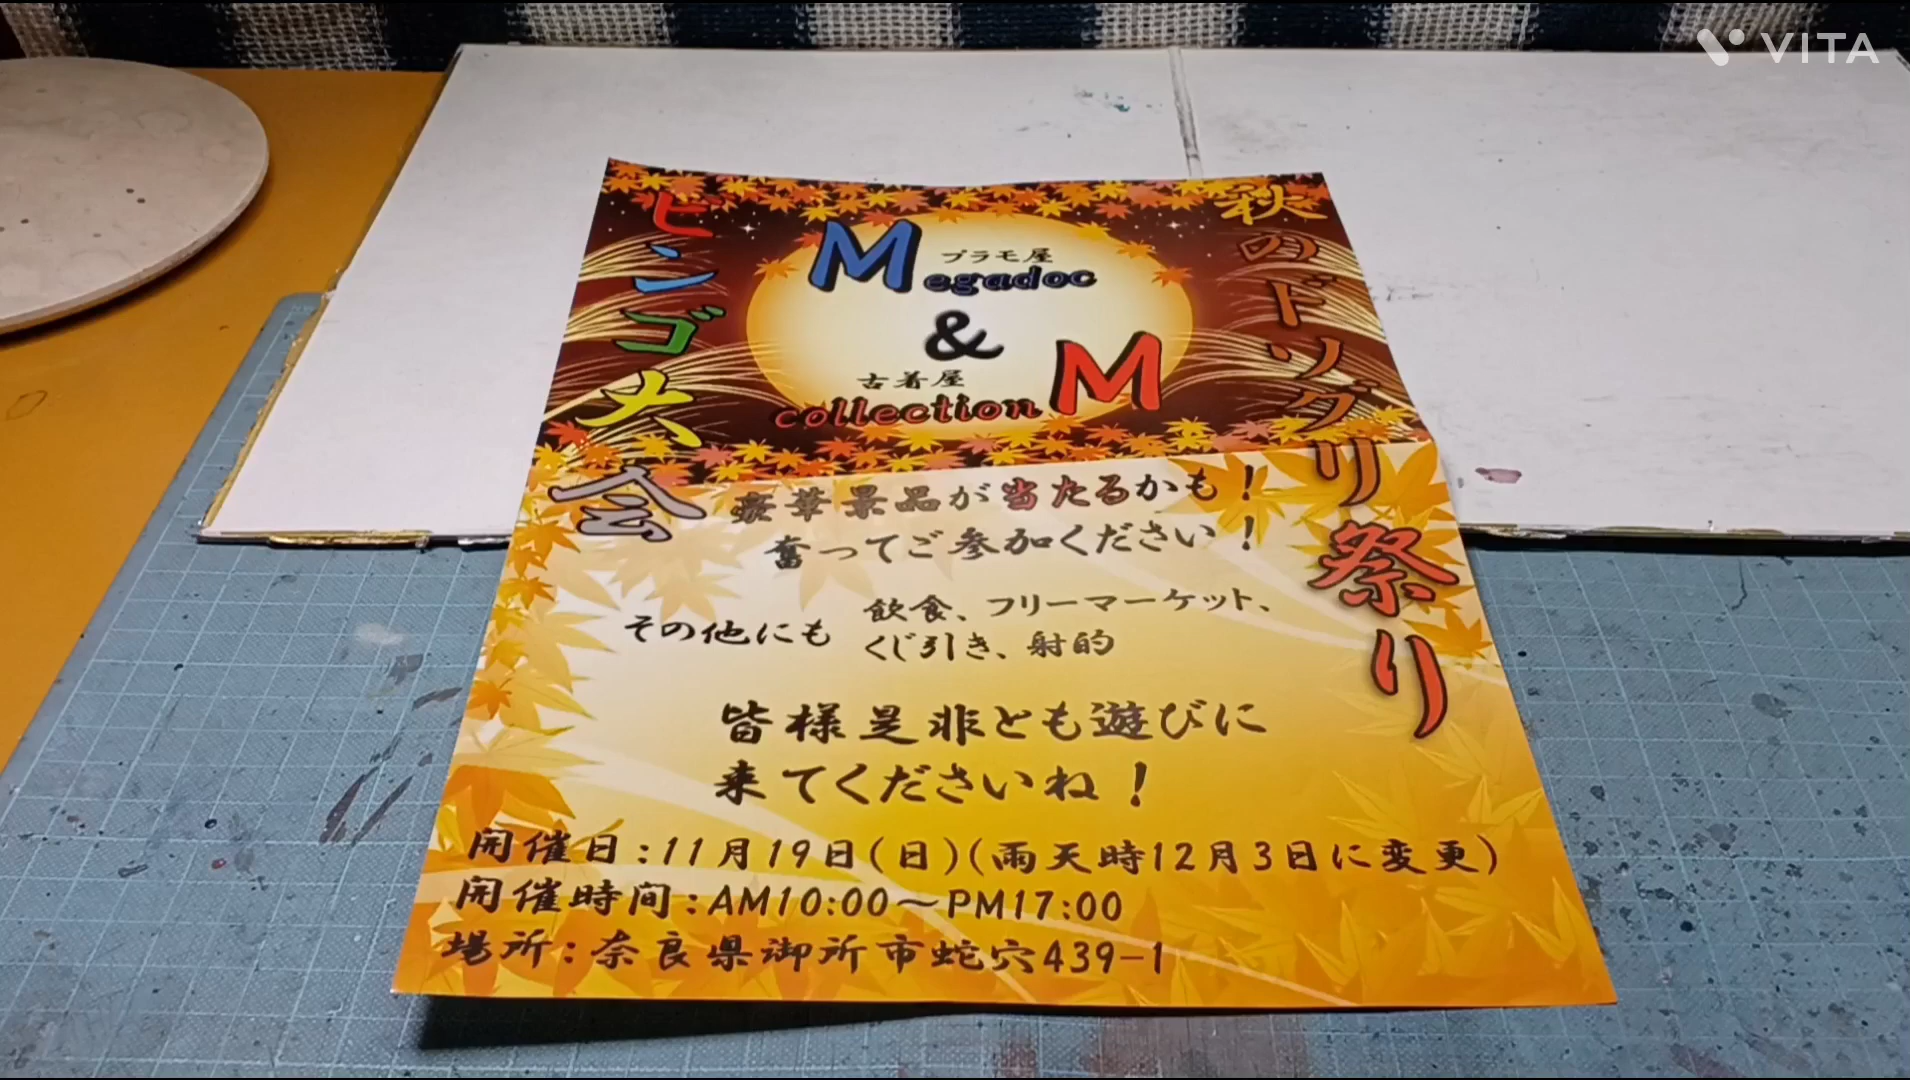 VITA
秋のドソグリ祭り
ビンゴ大会
プラモ屋
Megadoc
&
古着屋
collection M
豪華景品が当たるかも!
奮ってご参加ください!
その他にも
飲食、フリーマーケット、
くじ引き、射的
皆様是非とも遊びに
来てくださいね!
開催日:11月19日(日)(雨天時12月3日に変更)
開催時間:AM10:00～PM17:00
場所:奈良県御所市蛇穴439-1